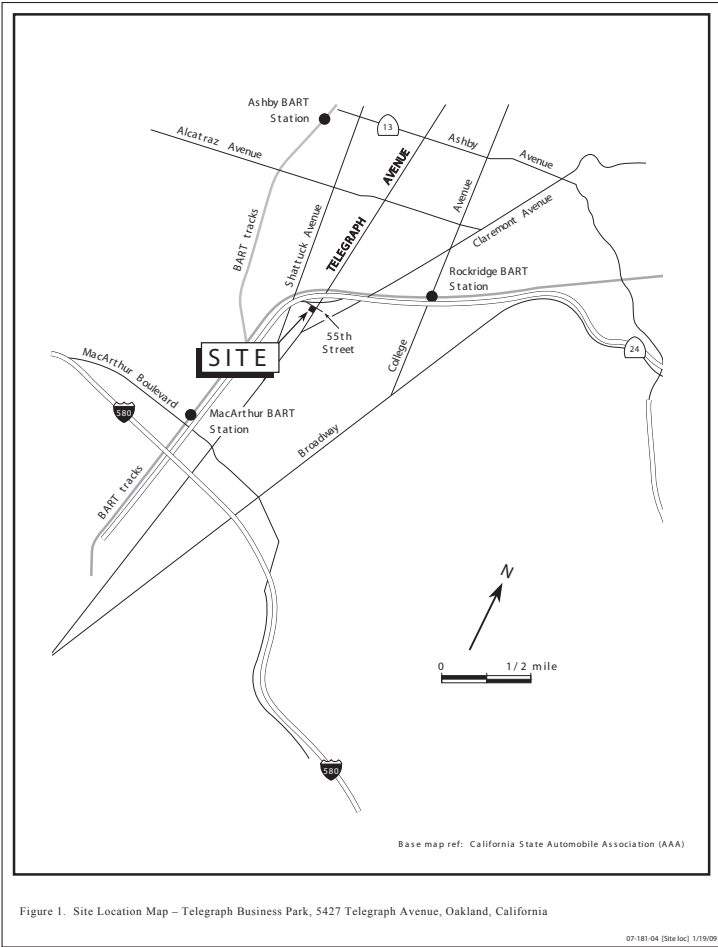 Ashby BART
Station
13
Alcatraz Avenue
Ashby
Avenue
AVENUE
Avenue
Shattuck Avenue
BART tracks
TELEGRAPH
Claremont Avenue
Rockridge BART
Station
55th
Street
SITE
24
MacArthur Boulevard
College
580
MacArthur BART
Station
Broadway
BART tracks
N
0 1/2 mile
580
Base map ref: California State Automobile Association (AAA)
Figure 1. Site Location Map – Telegraph Business Park, 5427 Telegraph Avenue, Oakland, California
07-181-04 [Site loc] 1/19/09